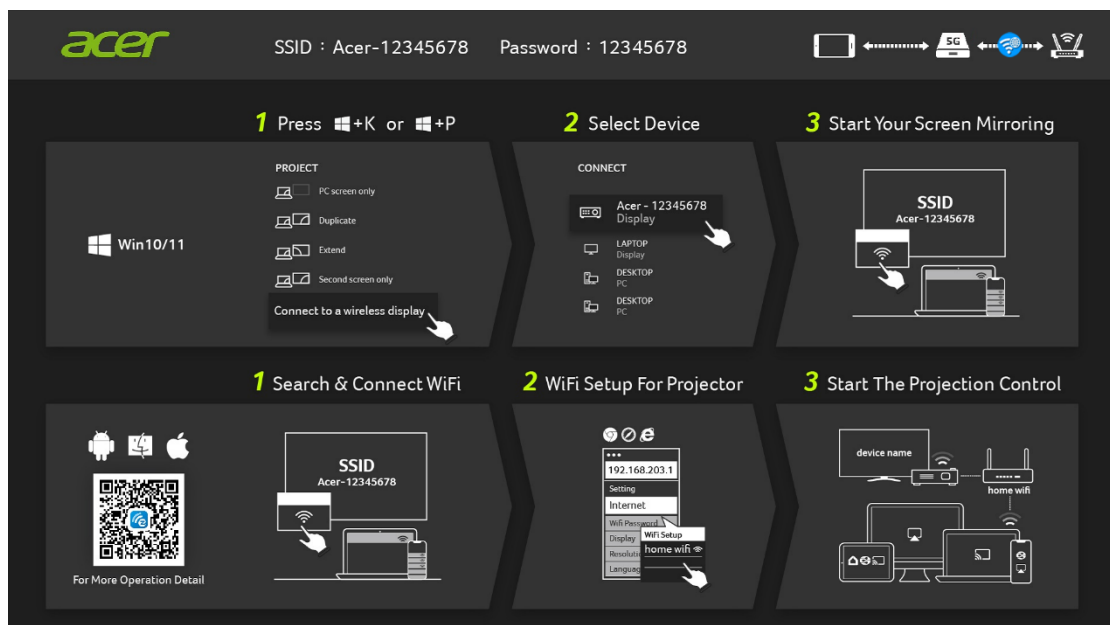 acer
SSID : Acer-12345678 Password : 12345678
5G
1 Press +K or +P
2 Select Device
3 Start Your Screen Mirroring
Win10/11
PROJECT
PC screen only
Duplicate
Extend
Second screen only
Connect to a wireless display
CONNECT
Acer - 12345678
Display
LAPTOP
Display
DESKTOP
PC
DESKTOP
PC
SSID
Acer-12345678
1 Search & Connect WiFi
2 WiFi Setup For Projector
3 Start The Projection Control
For More Operation Detail
SSID
Acer-12345678
192.168.203.1
Setting
Internet
Wifi Password
Display
WiFi Setup
home wifi
Languag
device name
home wifi